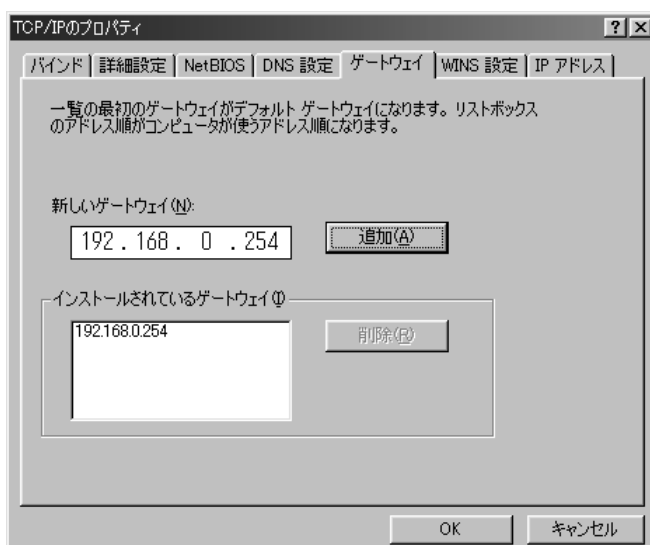 TCP/IPのプロパティ
? ×
バインド 詳細設定 NetBIOS DNS 設定 ゲートウェイ WINS 設定 IP アドレス
一覧の最初のゲートウェイがデフォルト ゲートウェイになります。リストボックス
のアドレス順がコンピュータが使うアドレス順になります。
新しいゲートウェイ(N):
192 . 168 . 0 . 254 追加(A)
インストールされているゲートウェイ(I)
192.168.0.254 削除(R)
OK キャンセル